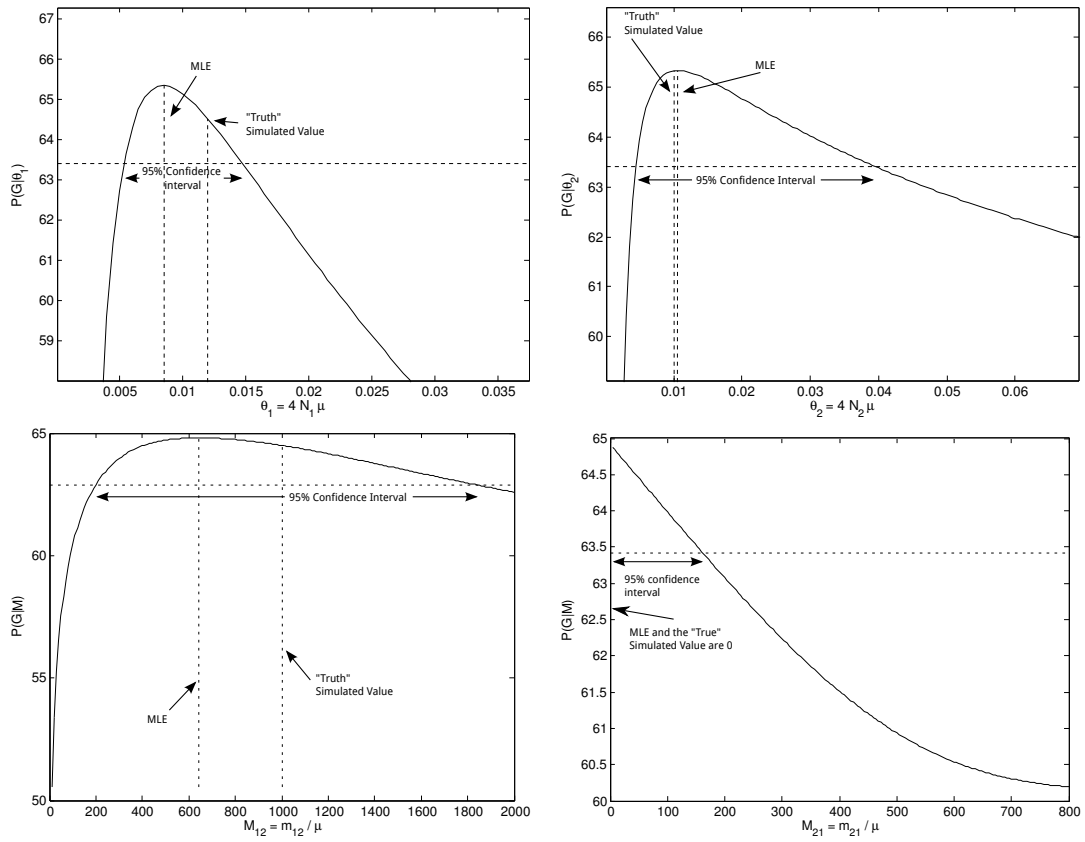 67
66
65
64
63
62
61
60
59
P(G|θ1)
MLE
"Truth"
Simulated Value
95% Confidence
interval
0.005
0.01
0.015
0.02
0.025
0.03
0.035
θ1 = 4 N1 μ
"Truth"
Simulated Value
MLE
66
65
64
63
62
61
60
P(G|θ2)
95% Confidence Interval
0.01
0.02
0.03
0.04
0.05
0.06
θ2 = 4 N2 μ
65
60
55
50
P(G|M)
95% Confidence Interval
"Truth"
Simulated Value
MLE
0
200
400
600
800
1000
1200
1400
1600
1800
2000
M12 = m12 / μ
65
64.5
64
63.5
63
62.5
62
61.5
61
60.5
60
P(G|M)
95% confidence
interval
MLE and the "True"
Simulated Value are 0
0
100
200
300
400
500
600
700
800
M21 = m21 / μ